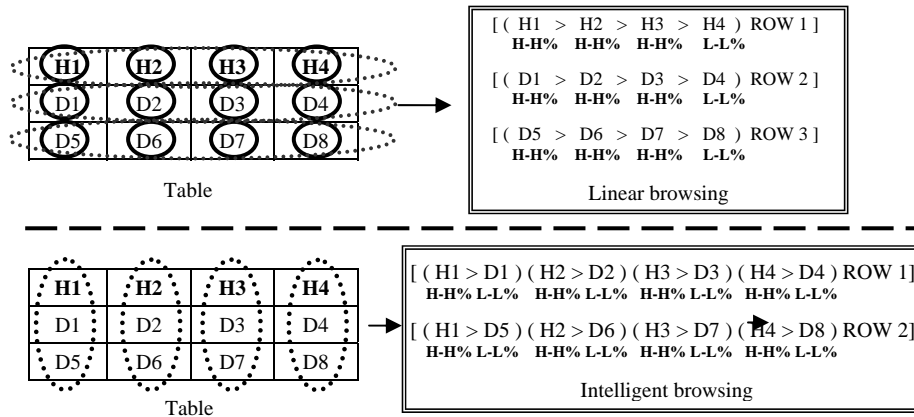 H1 H2 H3 H4
D1 D2 D3 D4
D5 D6 D7 D8
Table
[ ( H1 > H2 > H3 > H4 ) ROW 1 ]
H-H% H-H% H-H% L-L%
[ ( D1 > D2 > D3 > D4 ) ROW 2 ]
H-H% H-H% H-H% L-L%
[ ( D5 > D6 > D7 > D8 ) ROW 3 ]
H-H% H-H% H-H% L-L%
Linear browsing
H1 H2 H3 H4
D1 D2 D3 D4
D5 D6 D7 D8
Table
[ ( H1 > D1 ) ( H2 > D2 ) ( H3 > D3 ) ( H4 > D4 ) ROW 1]
H-H% L-L% H-H% L-L% H-H% L-L% H-H% L-L%
[ ( H1 > D5 ) ( H2 > D6 ) ( H3 > D7 ) ( H4 > D8 ) ROW 2]
H-H% L-L% H-H% L-L% H-H% L-L% H-H% L-L%
Intelligent browsing